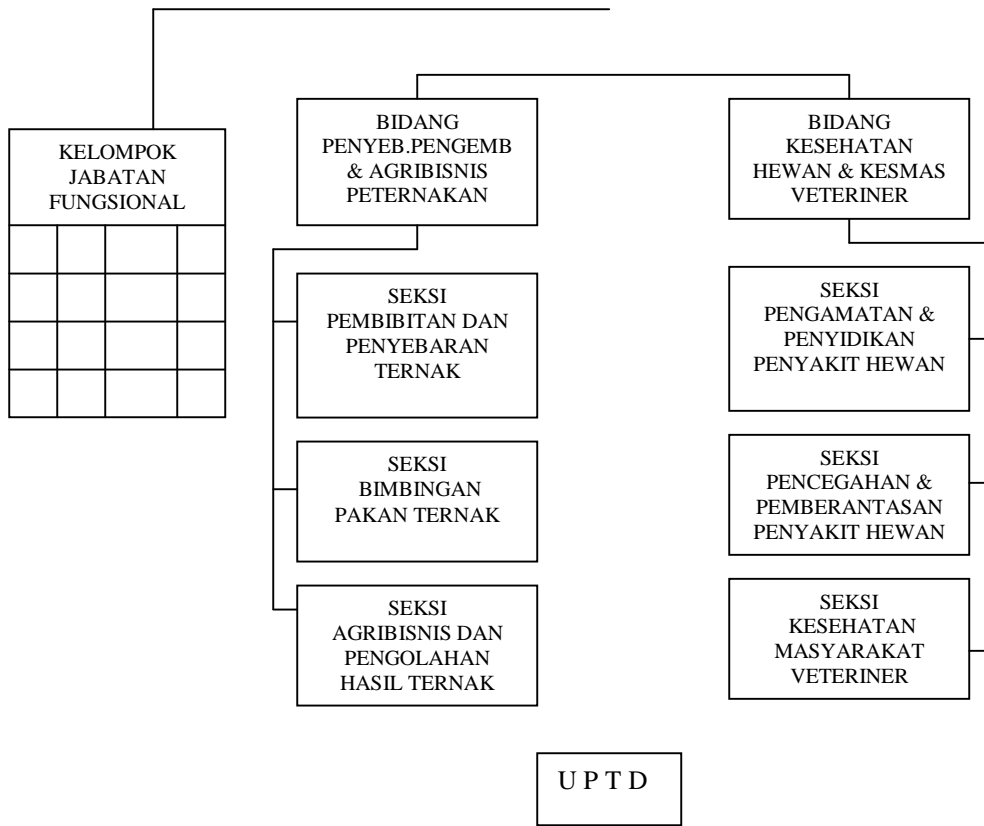 KELOMPOK
JABATAN
FUNGSIONAL
BIDANG
PENYEB.PENGEMB
& AGRIBISNIS
PETERNAKAN
SEKSI
PEMBIBITAN DAN
PENYEBARAN
TERNAK
SEKSI
BIMBINGAN
PAKAN TERNAK
SEKSI
AGRIBISNIS DAN
PENGOLAHAN
HASIL TERNAK
BIDANG
KESEHATAN
HEWAN & KESMAS
VETERINER
SEKSI
PENGAMATAN &
PENYIDIKAN
PENYAKIT HEWAN
SEKSI
PENCEGAHAN &
PEMBERANTASAN
PENYAKIT HEWAN
SEKSI
KESEHATAN
MASYARAKAT
VETERINER
U P T D